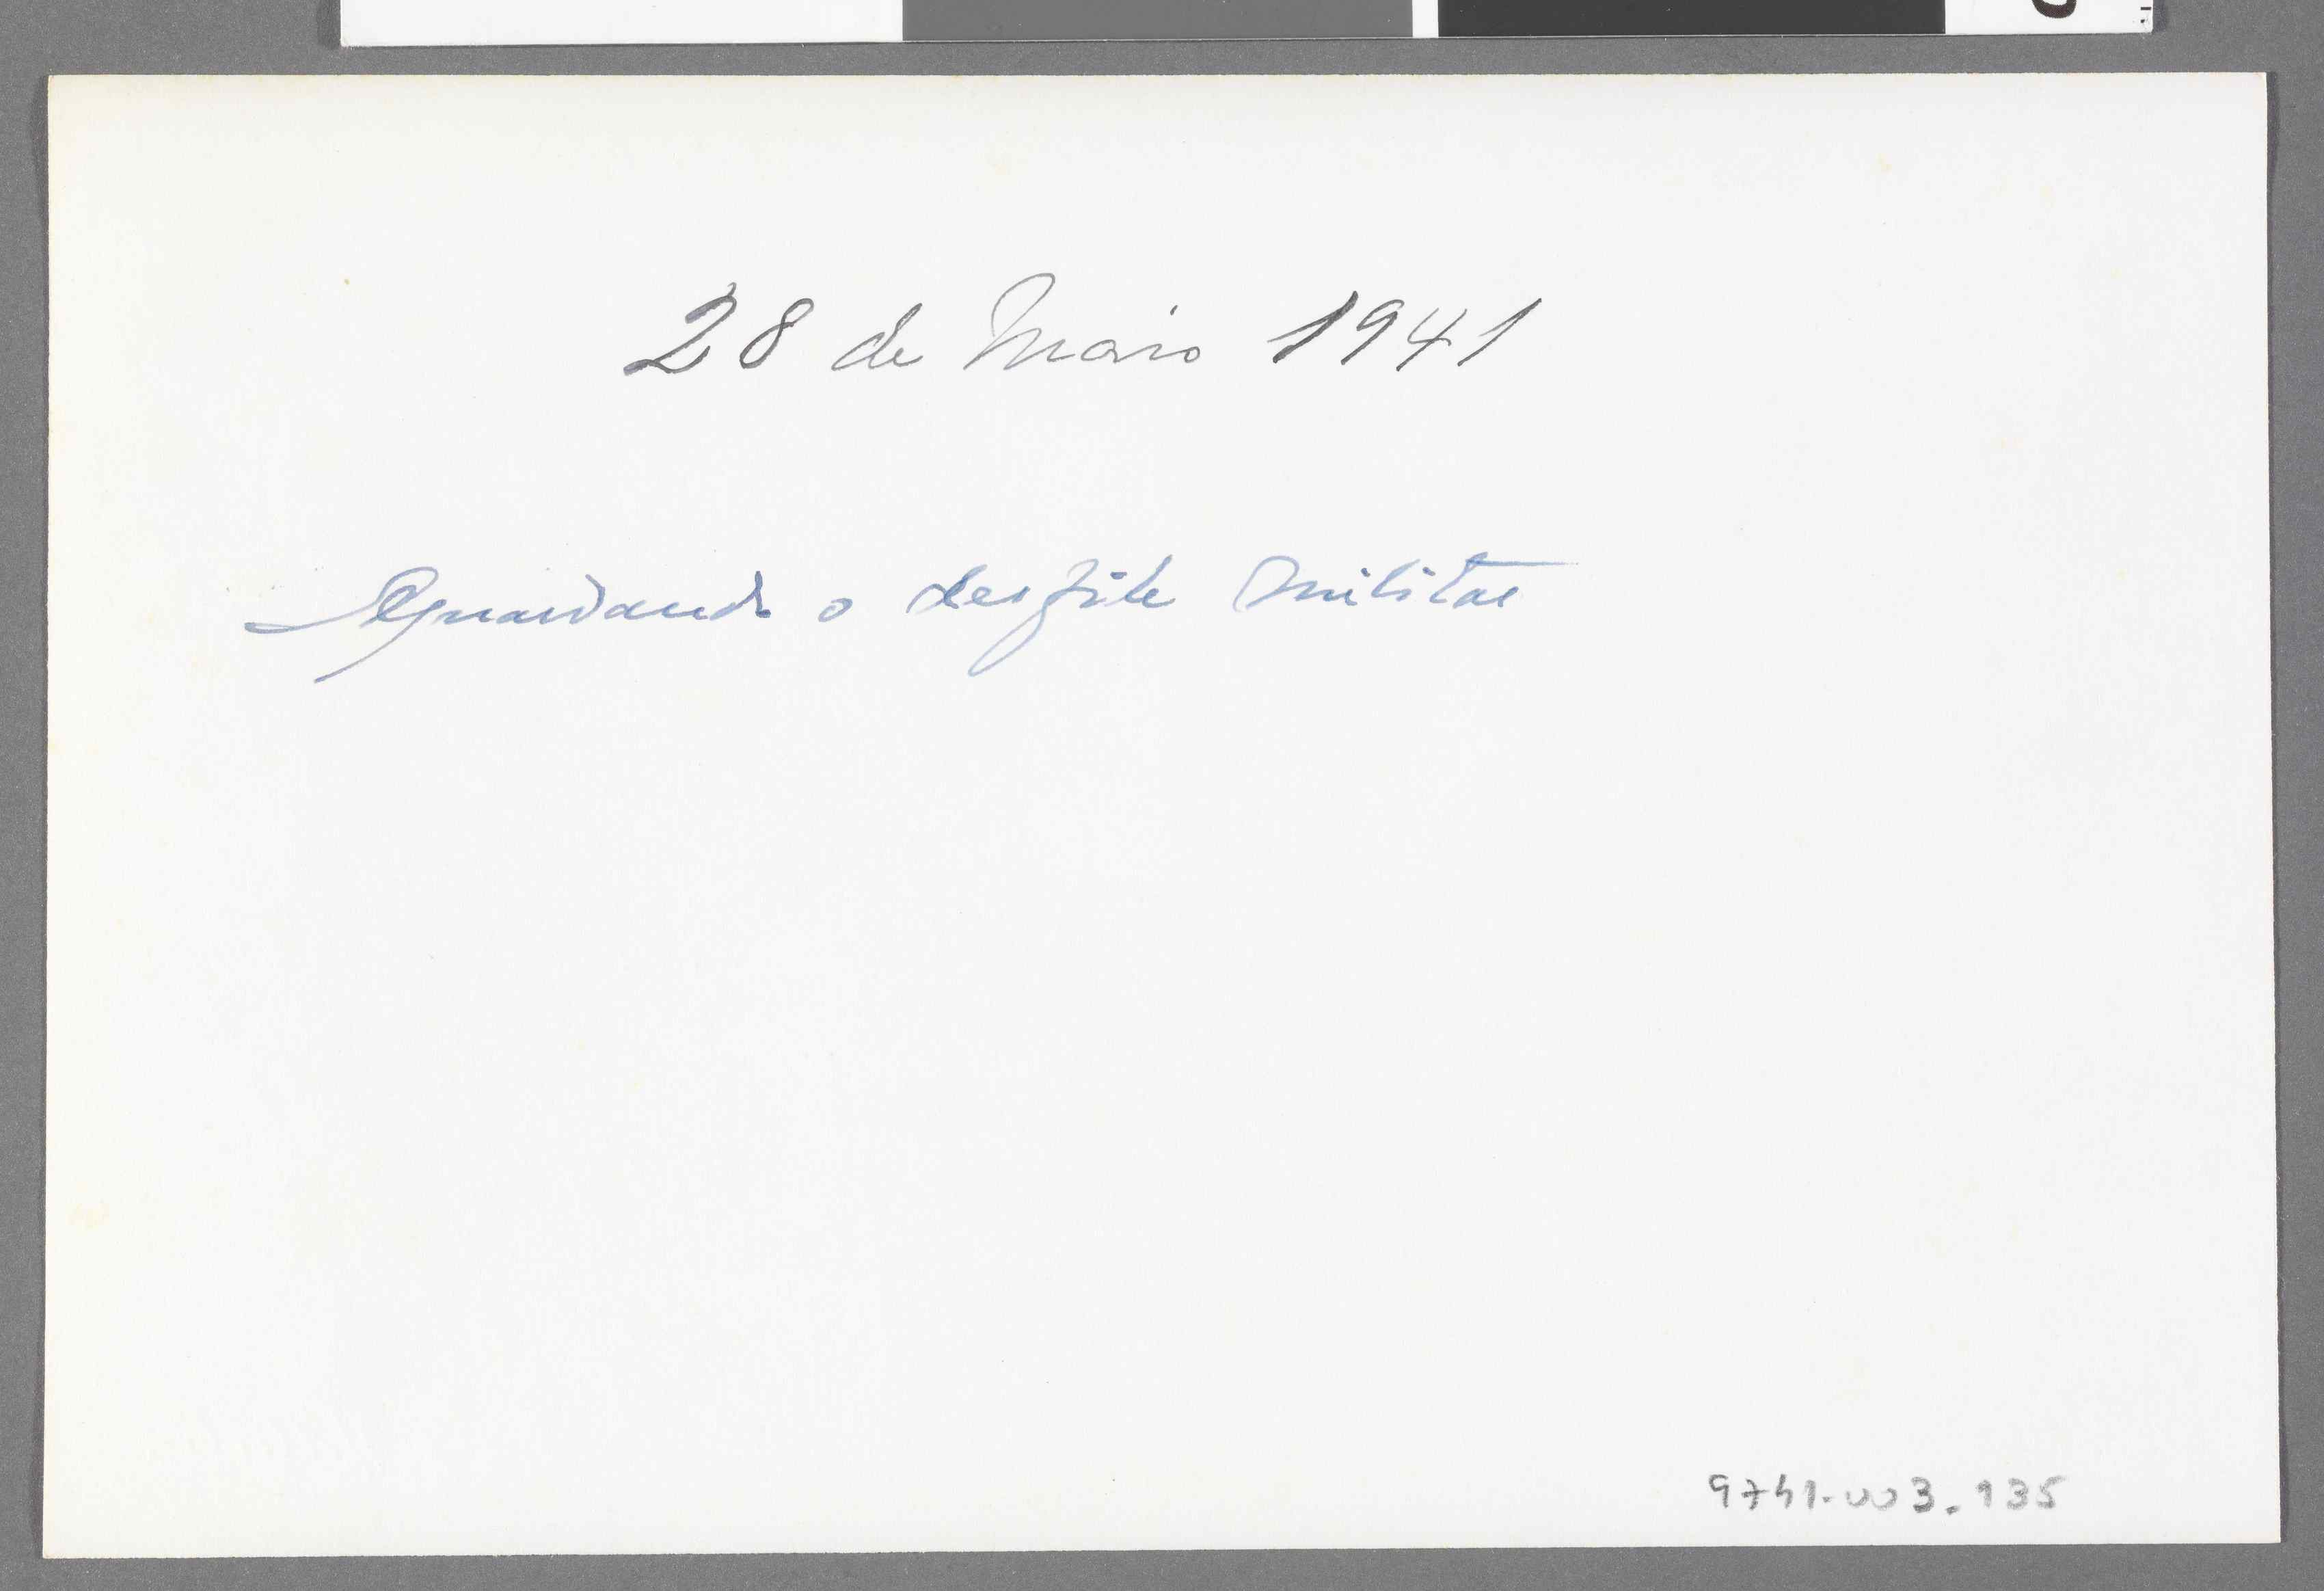 28 de Maio 1941
Aguardando o desfile Militar
9741-003.135